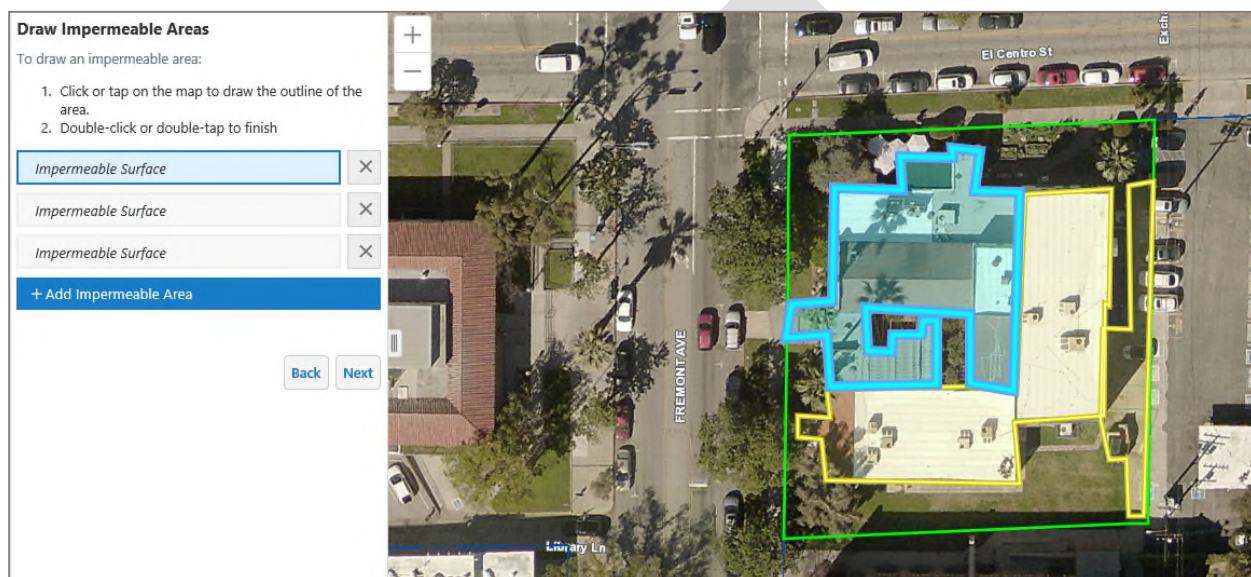 Draw Impermeable Areas
To draw an impermeable area:
1. Click or tap on the map to draw the outline of the
area.
2. Double-click or double-tap to finish
Impermeable Surface
Impermeable Surface
Impermeable Surface
+ Add Impermeable Area
Back Next
El Centro St
Exch
FREMONT AVE
Library Ln